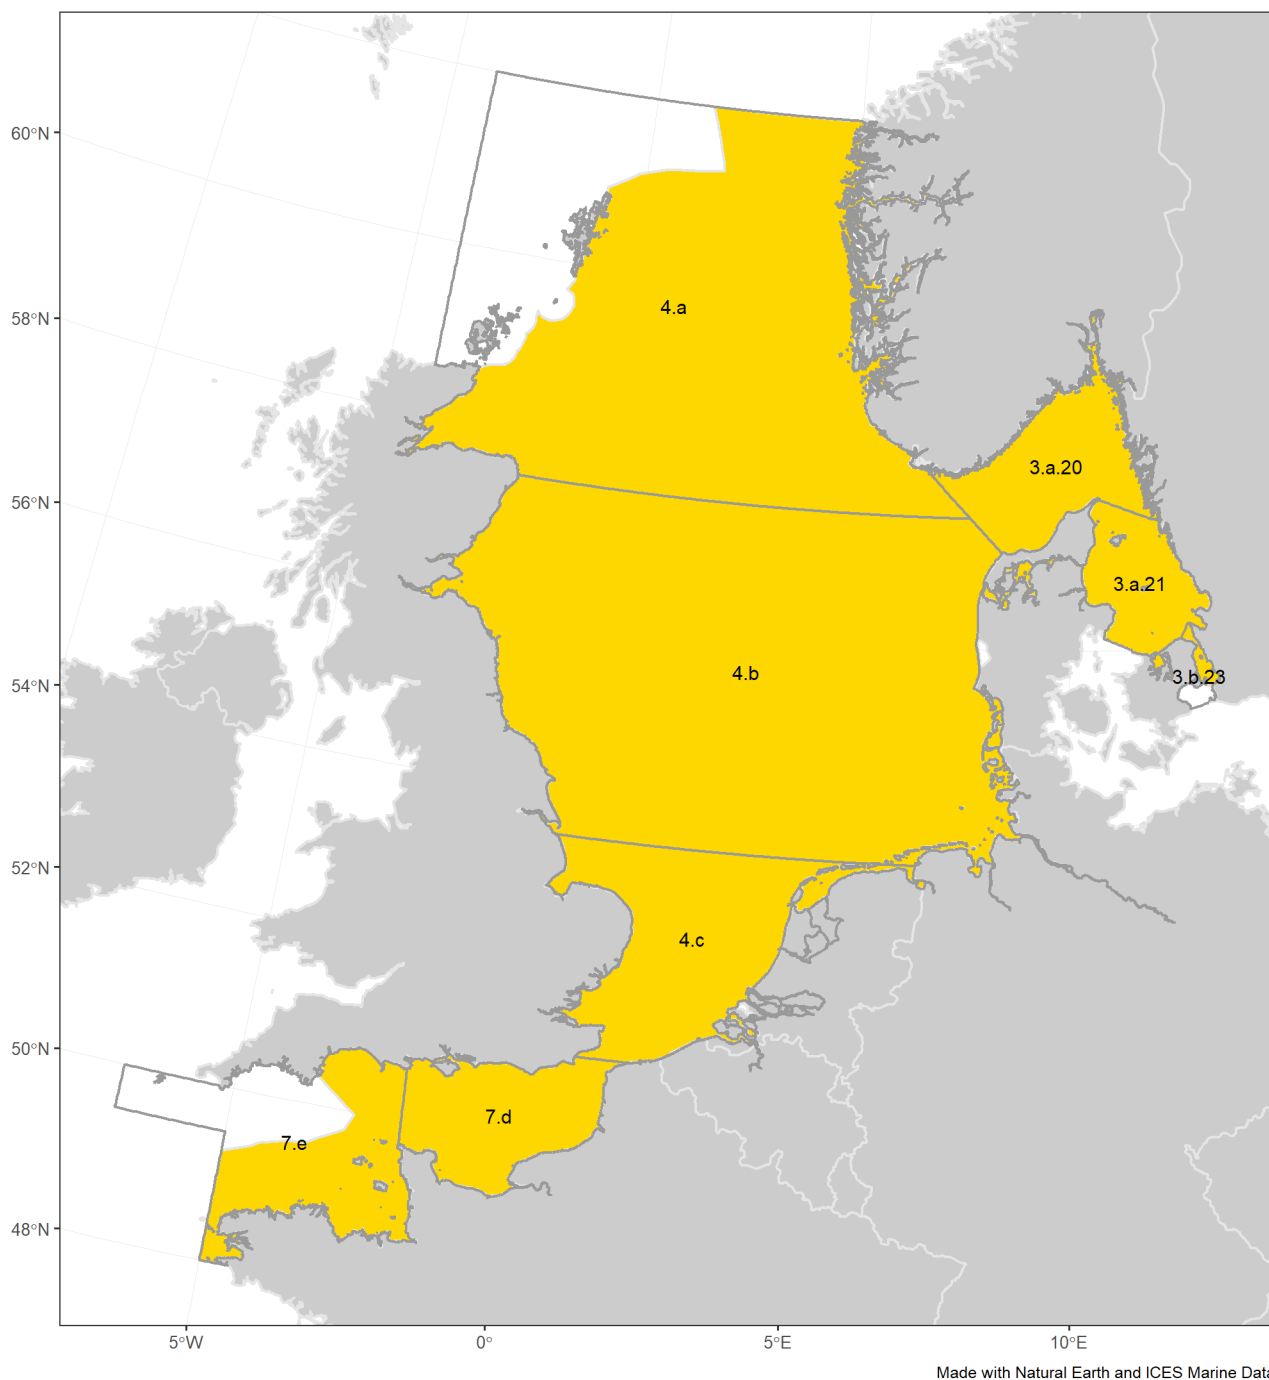 60°N
58°N
56°N
54°N
52°N
50°N
48°N
4.a
3.a.20
3.a.21
4.b
3.b.23
4.c
7.d
7.e
5°W
0°
5°E
10°E
Made with Natural Earth and ICES Marine Data